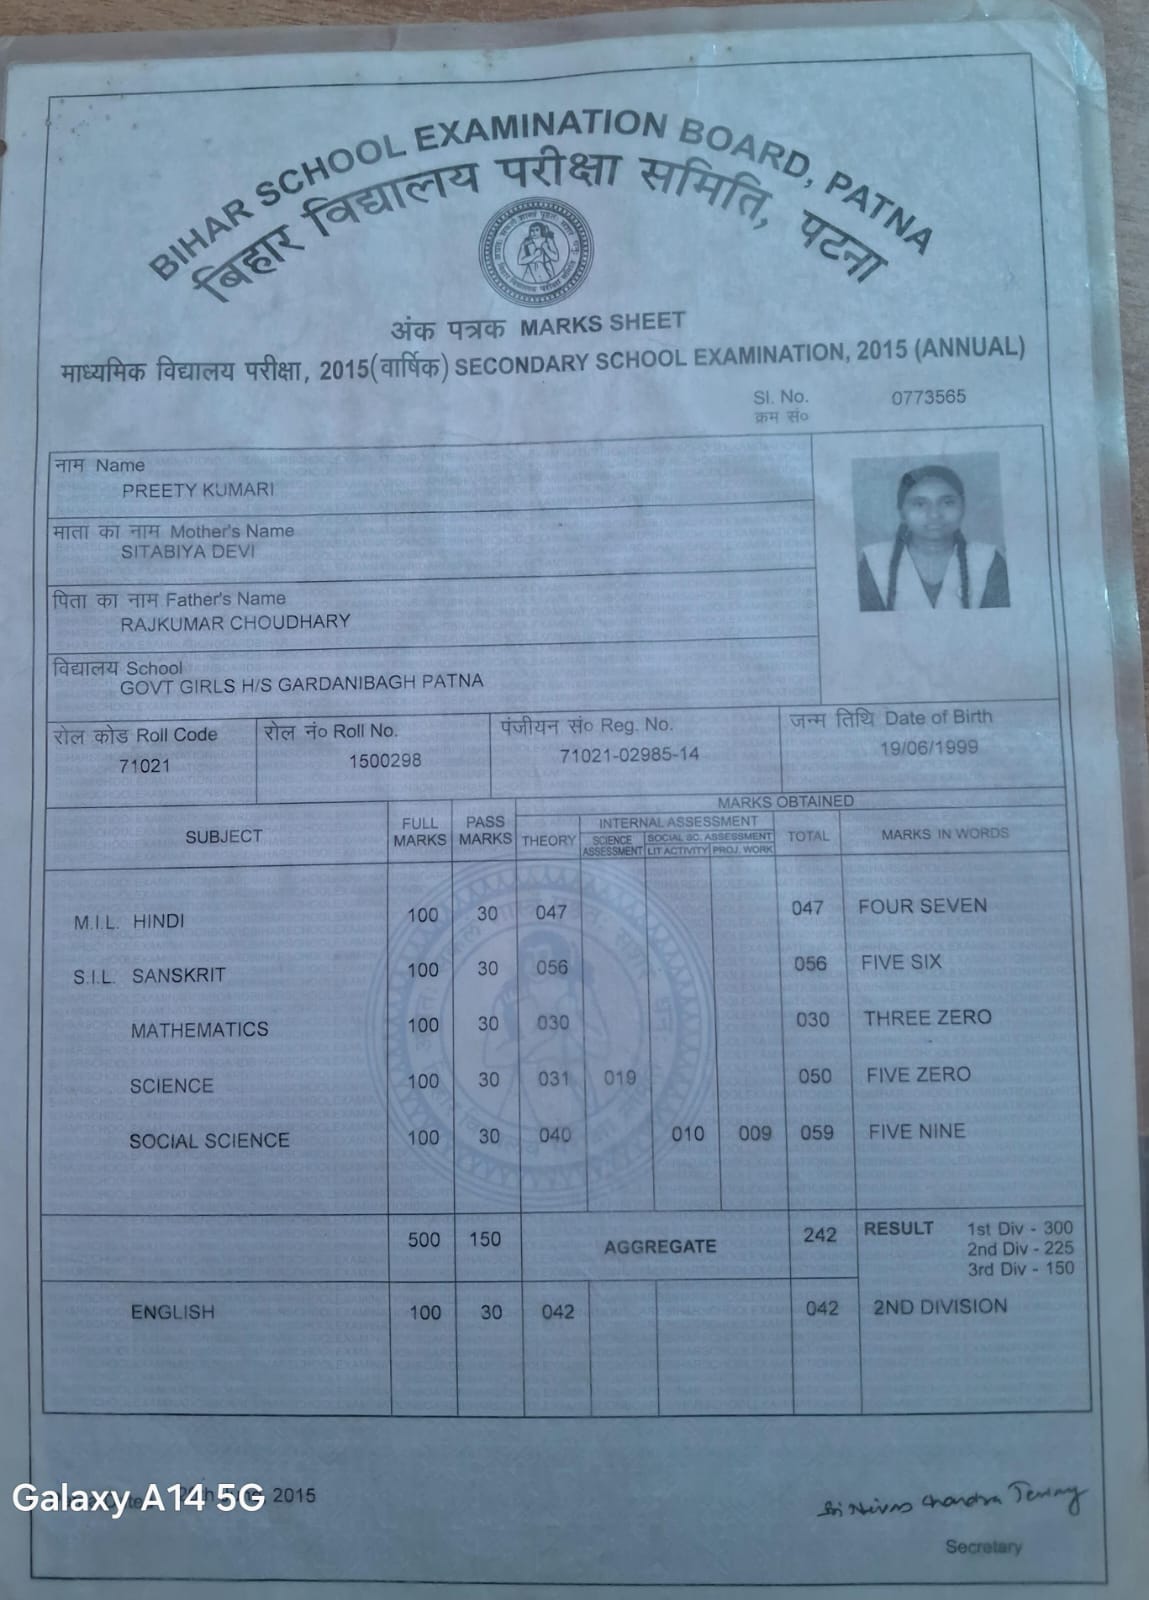 BIHAR SCHOOL EXAMINATION BOARD, PATNA
बिहार विद्यालय परीक्षा समिति, पटना
अंक पत्रक MARKS SHEET
माध्यमिक विद्यालय परीक्षा, 2015(वार्षिक) SECONDARY SCHOOL EXAMINATION, 2015 (ANNUAL)
Sl. No. 0773565
क्रम सं०
नाम Name
PREETY KUMARI
माता का नाम Mother's Name
SITABIYA DEVI
पिता का नाम Father's Name
RAJKUMAR CHOUDHARY
विद्यालय School
GOVT GIRLS H/S GARDANIBAGH PATNA
रोल कोड Roll Code रोल नं० Roll No. पंजीयन सं० Reg. No. जन्म तिथि Date of Birth
71021 1500298 71021-02985-14 19/06/1999
MARKS OBTAINED
SUBJECT FULL MARKS PASS MARKS THEORY INTERNAL ASSESSMENT TOTAL MARKS IN WORDS
SCIENCE ASSESSMENT SOCIAL SC. ASSESSMENT
LIT ACTIVITY PROJ. WORK
M.I.L. HINDI 100 30 047 047 FOUR SEVEN
S.I.L. SANSKRIT 100 30 056 056 FIVE SIX
MATHEMATICS 100 30 030 030 THREE ZERO
SCIENCE 100 30 031 019 050 FIVE ZERO
SOCIAL SCIENCE 100 30 040 010 009 059 FIVE NINE
500 150 AGGREGATE 242 RESULT 1st Div - 300
2nd Div - 225
3rd Div - 150
ENGLISH 100 30 042 042 2ND DIVISION
Galaxy A14 5G
2015
Secretary